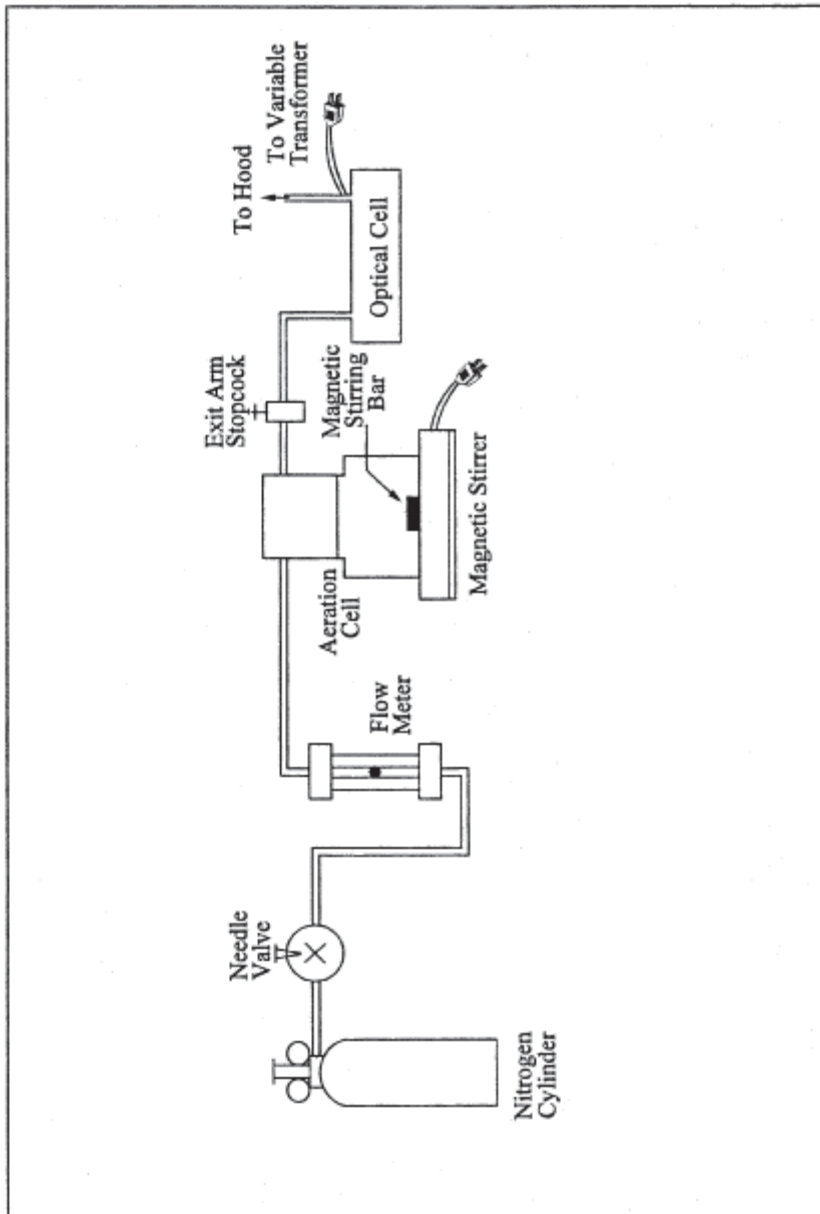 Nitrogen
Cylinder
Needle
Valve
Flow
Meter
Aeration
Cell
Magnetic Stirrer
Magnetic
Stirring
Bar
Exit Arm
Stopcock
Optical Cell
To Hood
To Variable
Transformer